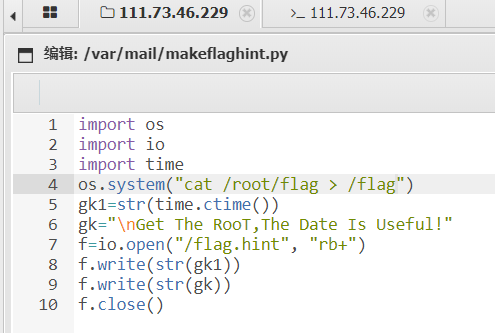 111.73.46.229
>_ 111.73.46.229
编辑: /var/mail/makeflaghint.py
1 import os
2 import io
3 import time
4 os.system("cat /root/flag > /flag")
5 gk1=str(time.ctime())
6 gk="\nGet The RooT,The Date Is Useful!"
7 f=io.open("/flag.hint", "rb+")
8 f.write(str(gk1))
9 f.write(str(gk))
10 f.close()